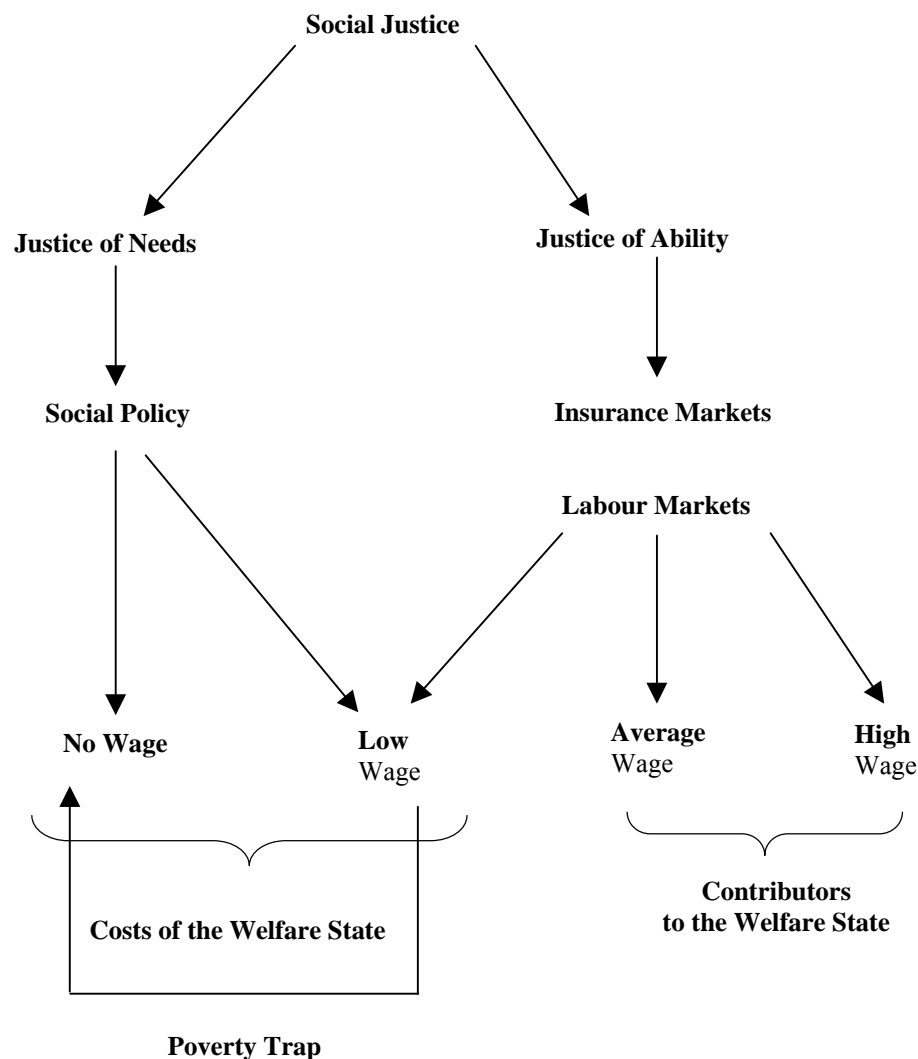 Social Justice
Justice of Needs
Justice of Ability
Social Policy
Insurance Markets
Labour Markets
No Wage
Low
Wage
Average
Wage
High
Wage
Costs of the Welfare State
Contributors
to the Welfare State
Poverty Trap